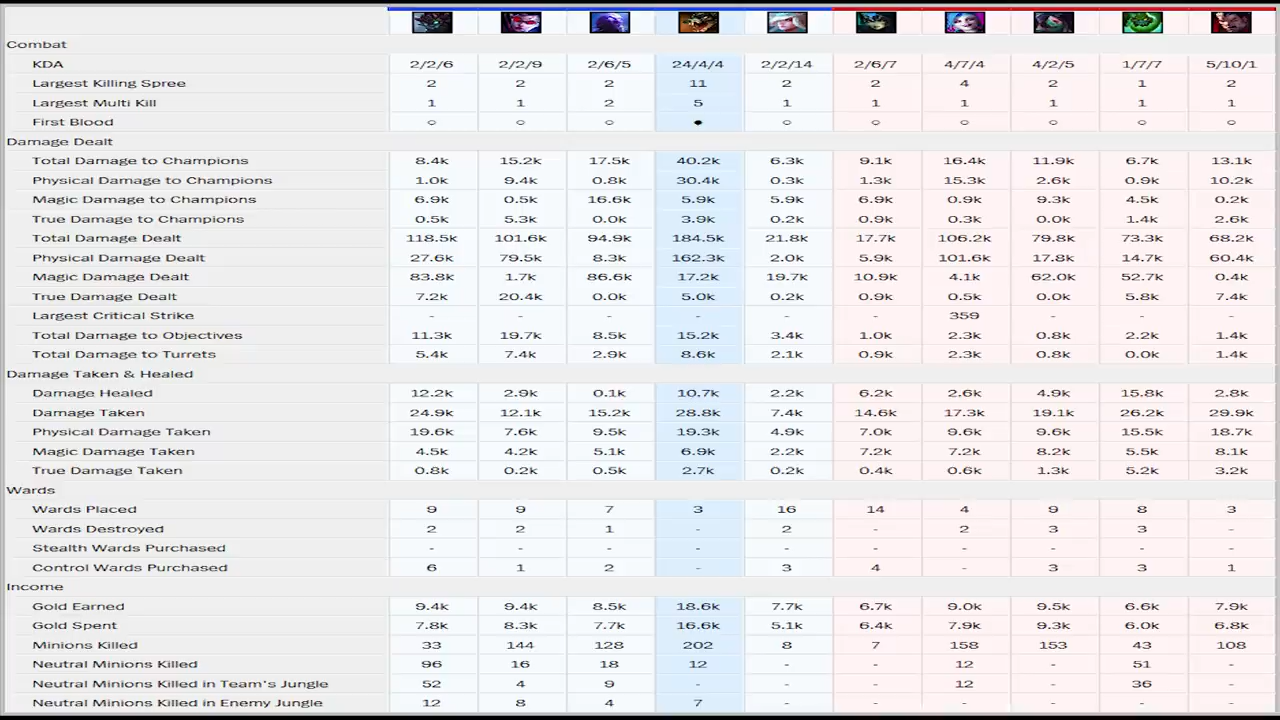 Combat
KDA 2/2/6 2/2/9 2/6/5 24/4/4 2/2/14 2/6/7 4/7/4 4/2/5 1/7/7 5/10/1
Largest Killing Spree 2 2 2 11 2 2 4 2 1 2
Largest Multi Kill 1 1 2 5 1 1 1 1 1 1
First Blood ○ ○ ○ ● ○ ○ ○ ○ ○ ○
Damage Dealt
Total Damage to Champions 8.4k 15.2k 17.5k 40.2k 6.3k 9.1k 16.4k 11.9k 6.7k 13.1k
Physical Damage to Champions 1.0k 9.4k 0.8k 30.4k 0.3k 1.3k 15.3k 2.6k 0.9k 10.2k
Magic Damage to Champions 6.9k 0.5k 16.6k 5.9k 5.9k 6.9k 0.9k 9.3k 4.5k 0.2k
True Damage to Champions 0.5k 5.3k 0.0k 3.9k 0.2k 0.9k 0.3k 0.0k 1.4k 2.6k
Total Damage Dealt 118.5k 101.6k 94.9k 184.5k 21.8k 17.7k 106.2k 79.8k 73.3k 68.2k
Physical Damage Dealt 27.6k 79.5k 8.3k 162.3k 2.0k 5.9k 101.6k 17.8k 14.7k 60.4k
Magic Damage Dealt 83.8k 1.7k 86.6k 17.2k 19.7k 10.9k 4.1k 62.0k 52.7k 0.4k
True Damage Dealt 7.2k 20.4k 0.0k 5.0k 0.2k 0.9k 0.5k 0.0k 5.8k 7.4k
Largest Critical Strike - - - - - - 359 - - -
Total Damage to Objectives 11.3k 19.7k 8.5k 15.2k 3.4k 1.0k 2.3k 0.8k 2.2k 1.4k
Total Damage to Turrets 5.4k 7.4k 2.9k 8.6k 2.1k 0.9k 2.3k 0.8k 0.0k 1.4k
Damage Taken & Healed
Damage Healed 12.2k 2.9k 0.1k 10.7k 2.2k 6.2k 2.6k 4.9k 15.8k 2.8k
Damage Taken 24.9k 12.1k 15.2k 28.8k 7.4k 14.6k 17.3k 19.1k 26.2k 29.9k
Physical Damage Taken 19.6k 7.6k 9.5k 19.3k 4.9k 7.0k 9.6k 9.6k 15.5k 18.7k
Magic Damage Taken 4.5k 4.2k 5.1k 6.9k 2.2k 7.2k 7.2k 8.2k 5.5k 8.1k
True Damage Taken 0.8k 0.2k 0.5k 2.7k 0.2k 0.4k 0.6k 1.3k 5.2k 3.2k
Wards
Wards Placed 9 9 7 3 16 14 4 9 8 3
Wards Destroyed 2 2 1 - 2 - 2 3 3 -
Stealth Wards Purchased - - - - - - - - - -
Control Wards Purchased 6 1 2 - 3 4 - 3 3 1
Income
Gold Earned 9.4k 9.4k 8.5k 18.6k 7.7k 6.7k 9.0k 9.5k 6.6k 7.9k
Gold Spent 7.8k 8.3k 7.7k 16.6k 5.1k 6.4k 7.9k 9.3k 6.0k 6.8k
Minions Killed 33 144 128 202 8 7 158 153 43 108
Neutral Minions Killed 96 16 18 12 - - 12 - 51 -
Neutral Minions Killed in Team's Jungle 52 4 9 - - - 12 - 36 -
Neutral Minions Killed in Enemy Jungle 12 8 4 7 - - - - - -